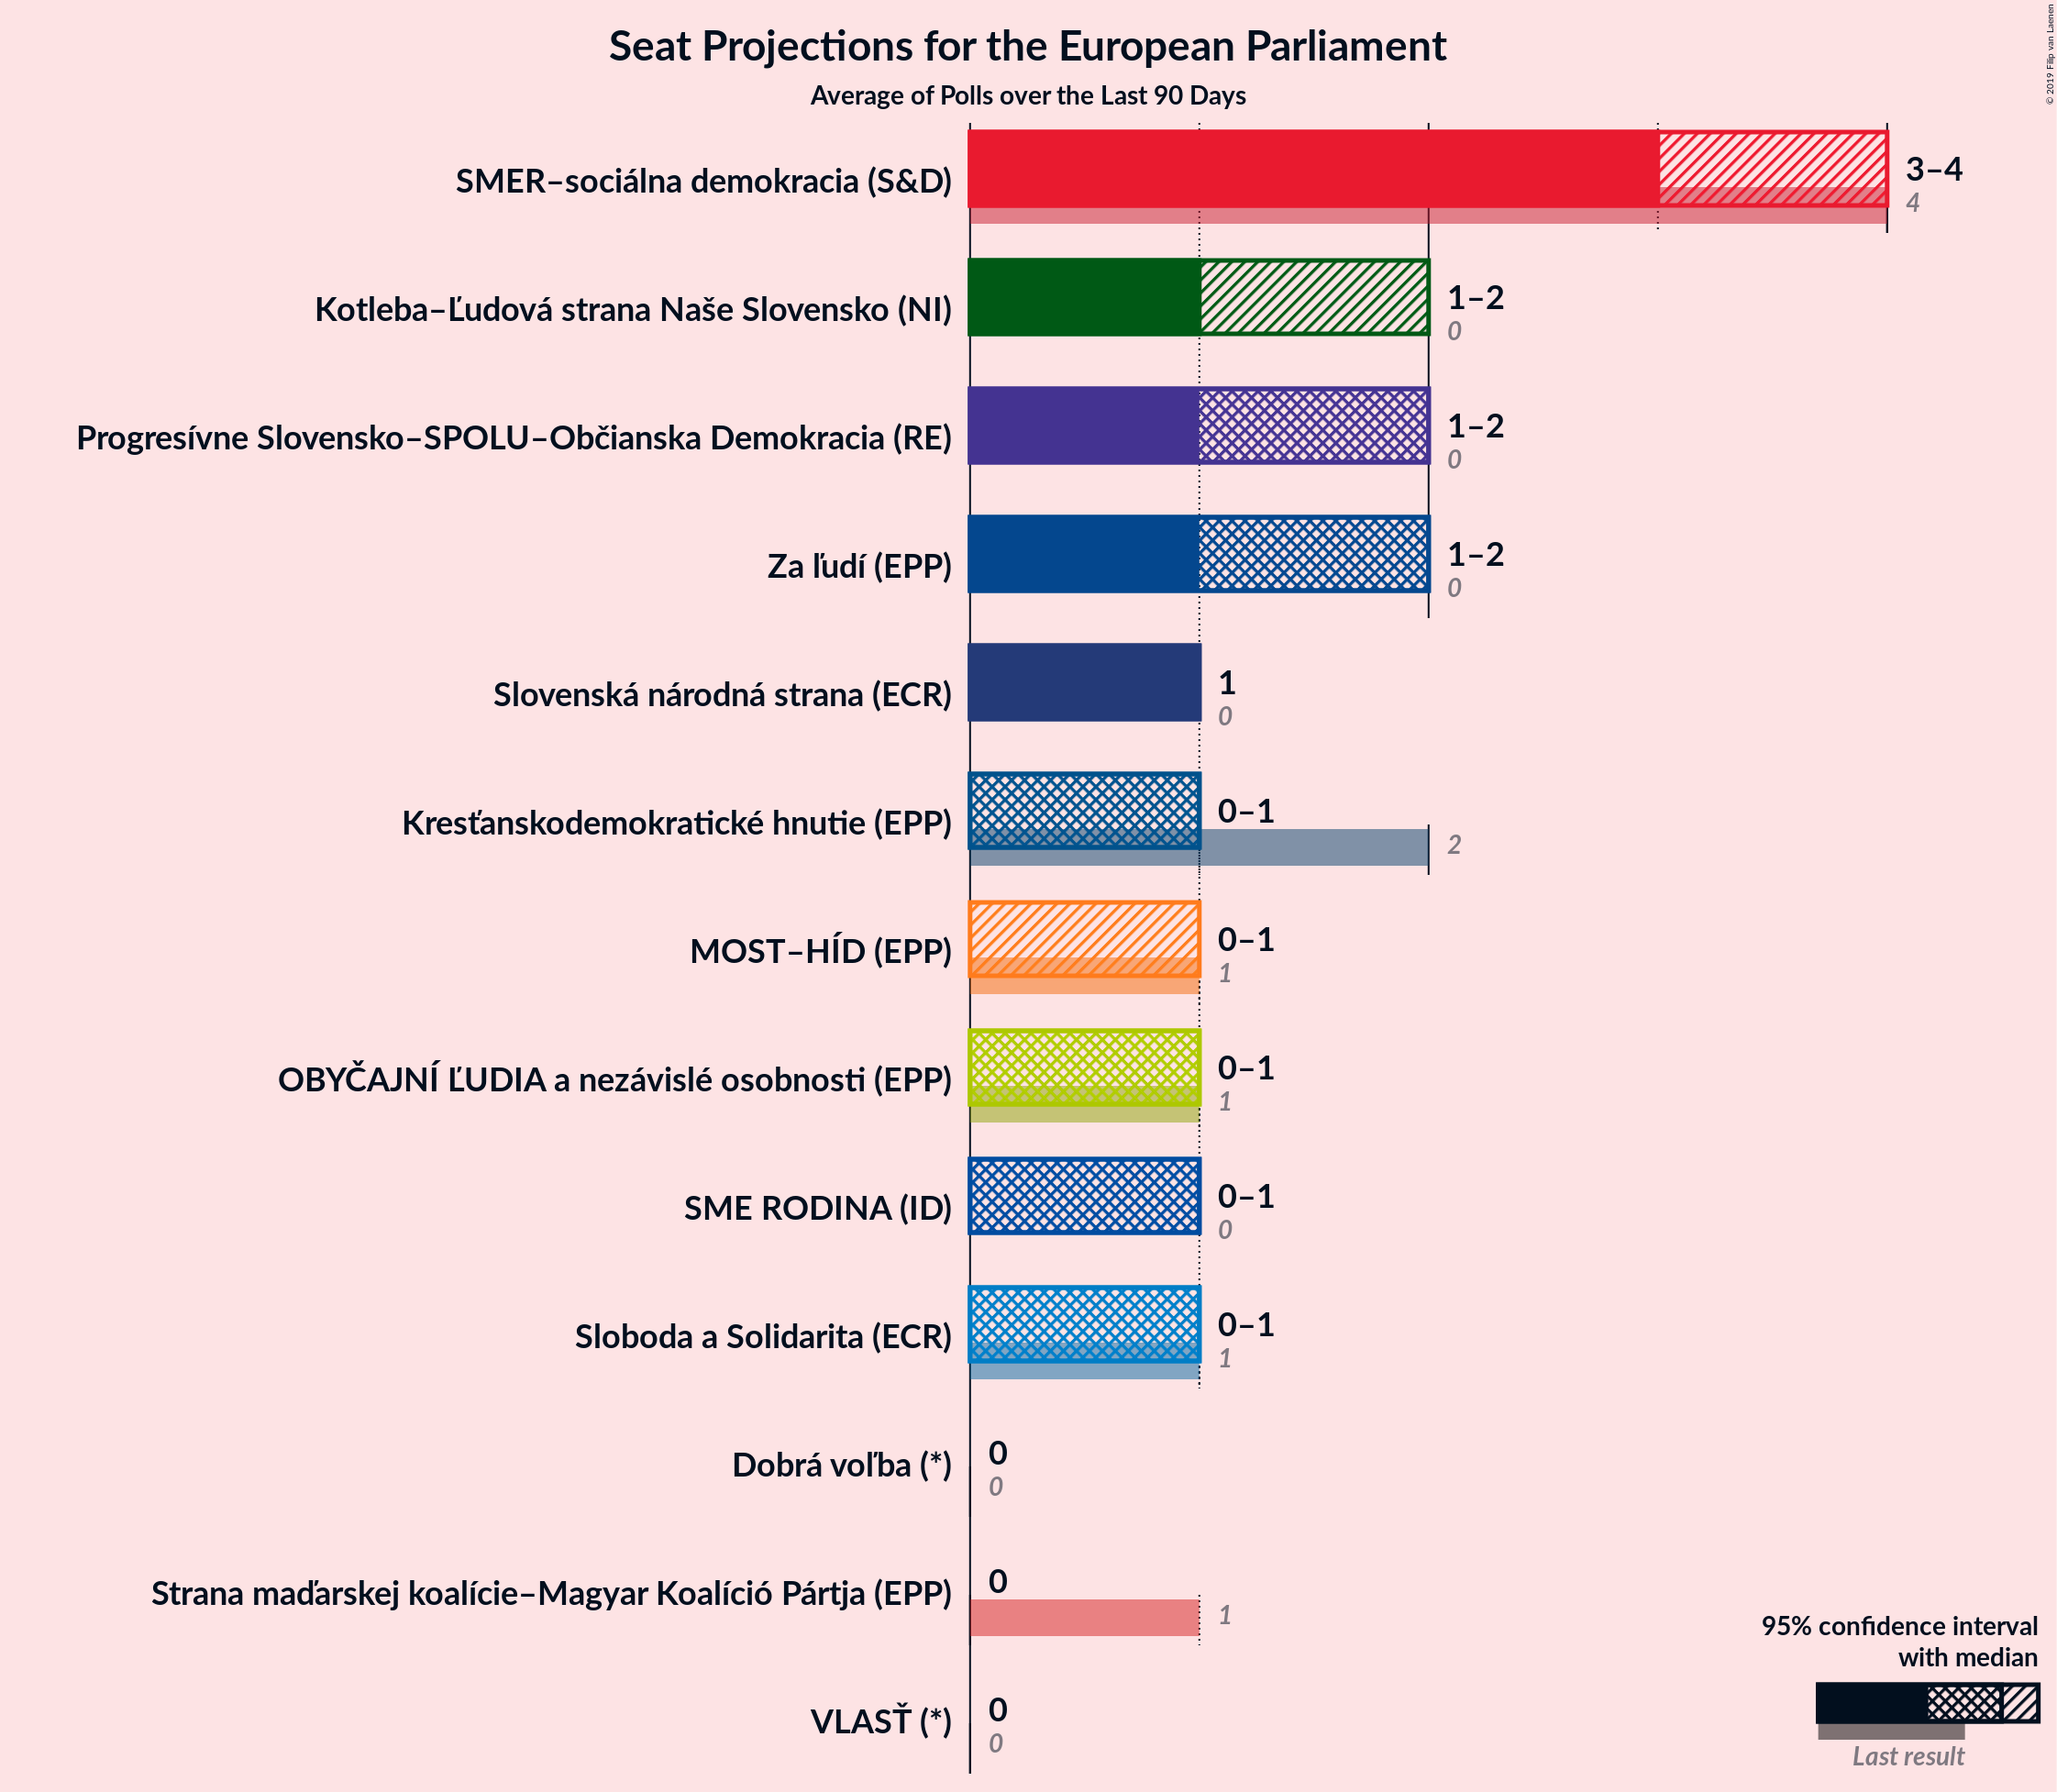 Seat Projections for the European Parliament
Average of Polls over the Last 90 Days
© 2019 Filip van Laenen
SMER–sociálna demokracia (S&D)
3–4
4
Kotleba–Ľudová strana Naše Slovensko (NI)
1–2
0
Progresívne Slovensko–SPOLU–Občianska Demokracia (RE)
1–2
0
Za ľudí (EPP)
1–2
0
Slovenská národná strana (ECR)
1
0
Kresťanskodemokratické hnutie (EPP)
0–1
2
MOST–HÍD (EPP)
0–1
1
OBYČAJNÍ ĽUDIA a nezávislé osobnosti (EPP)
0–1
1
SME RODINA (ID)
0–1
0
Sloboda a Solidarita (ECR)
0–1
1
Dobrá voľba (*)
0
0
Strana maďarskej koalície–Magyar Koalíció Pártja (EPP)
0
1
VLASŤ (*)
0
0
95% confidence interval
with median
Last result